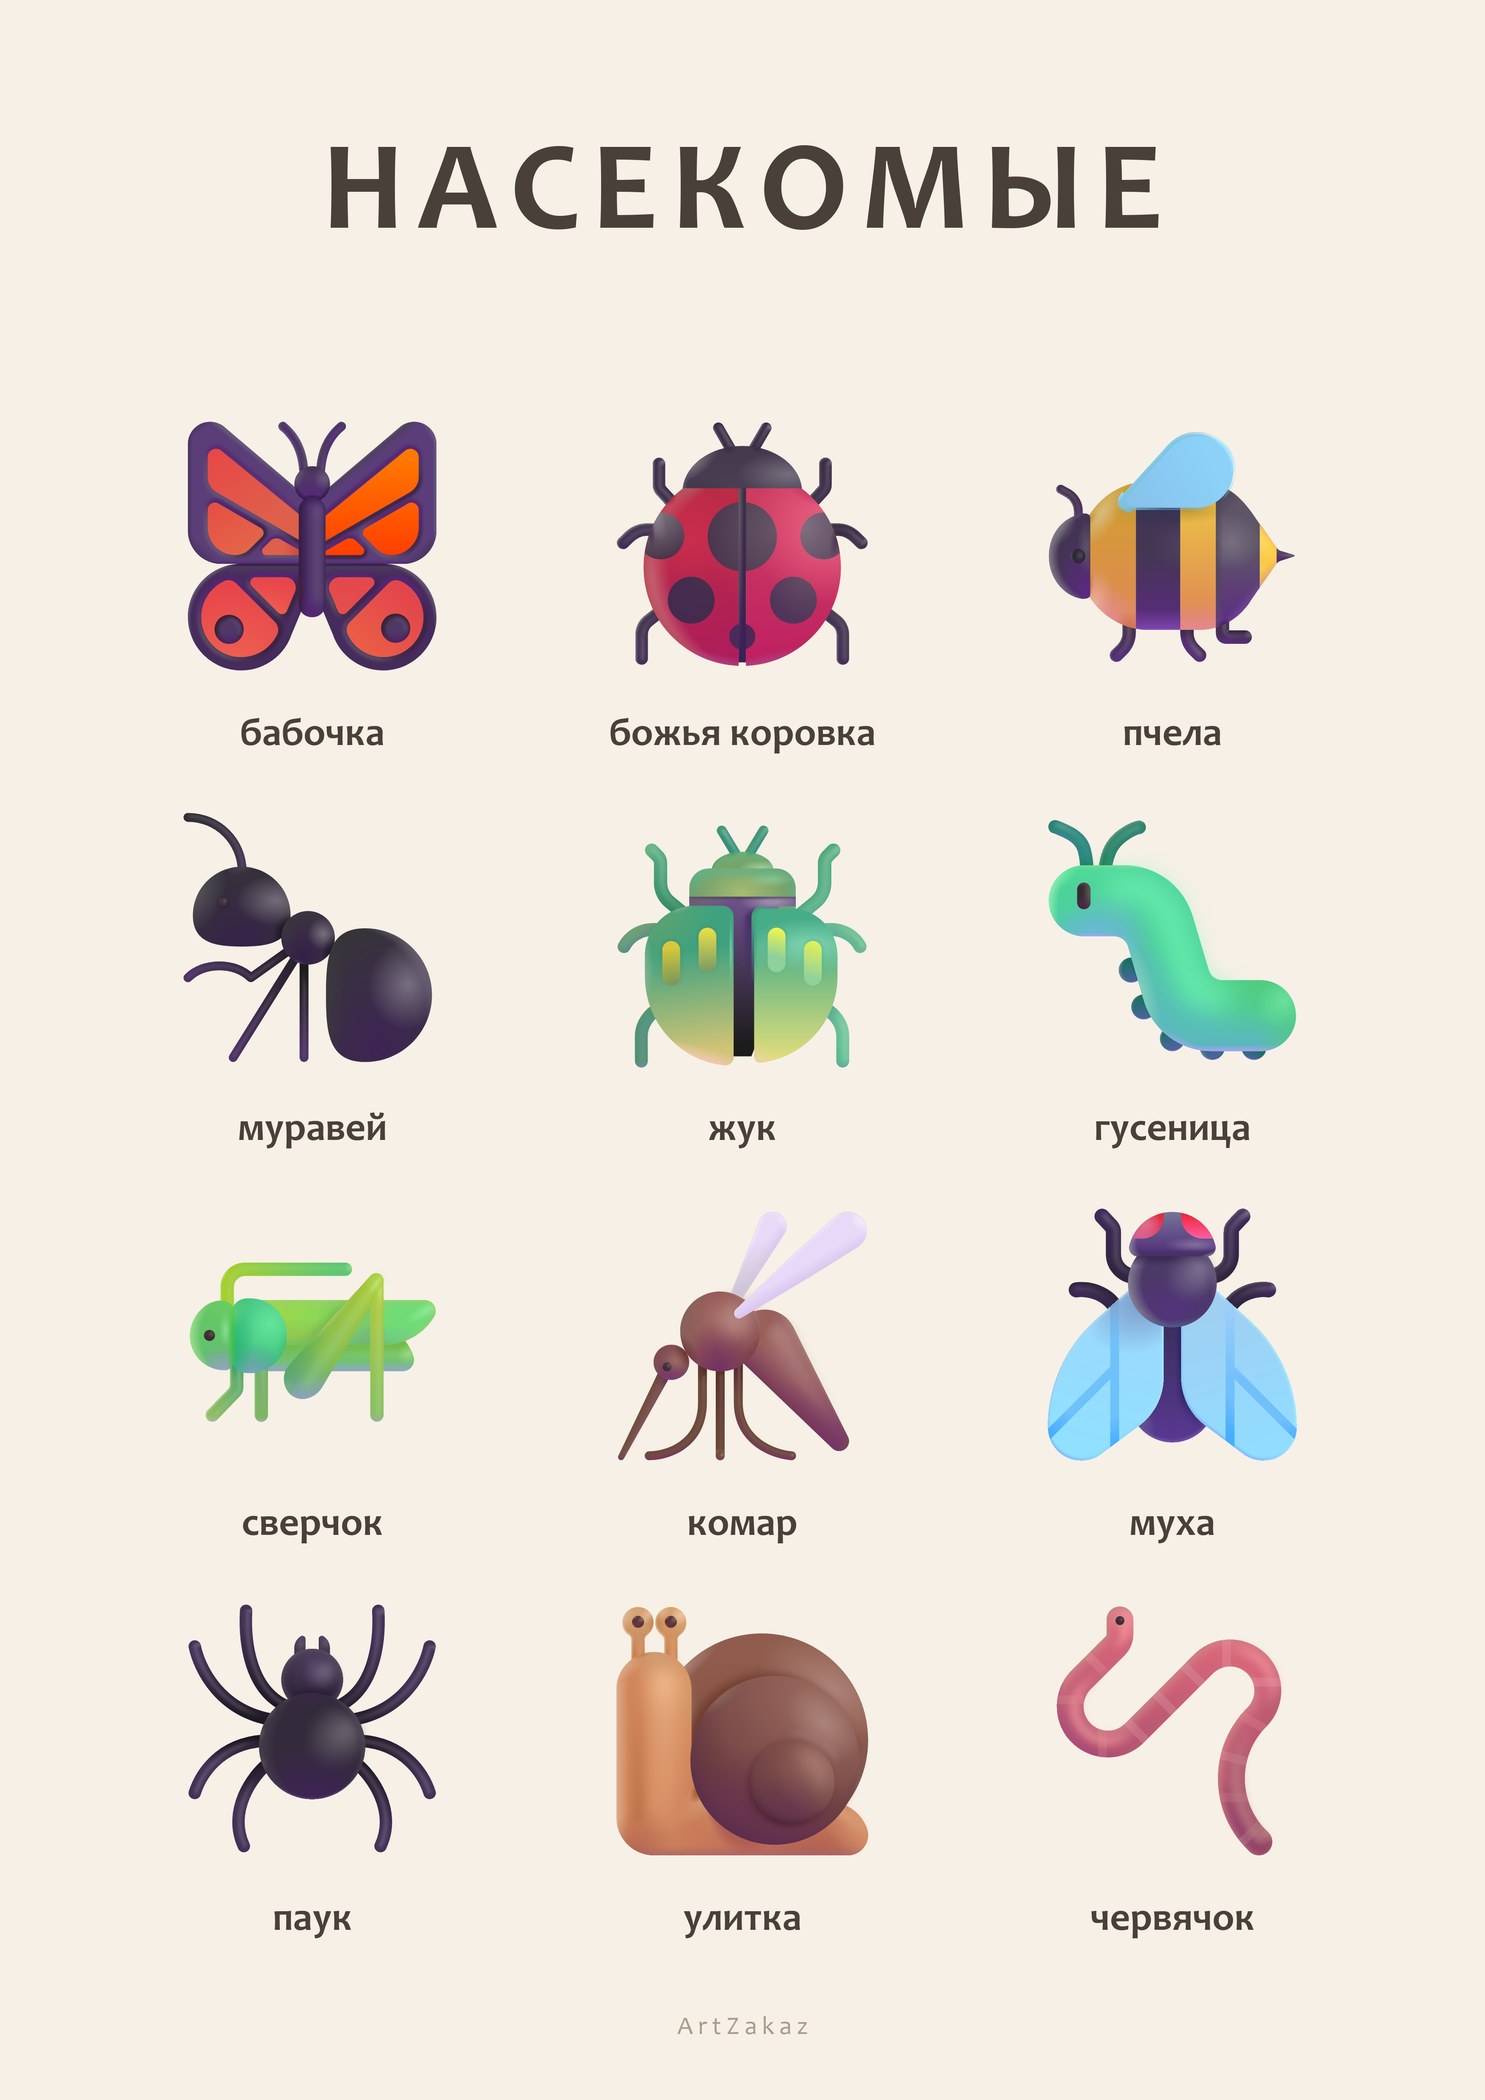 НАСЕКОМЫЕ
бабочка
божья коровка
пчела
муравей
жук
гусеница
сверчок
комар
муха
паук
улитка
червячок
ArtZakaz